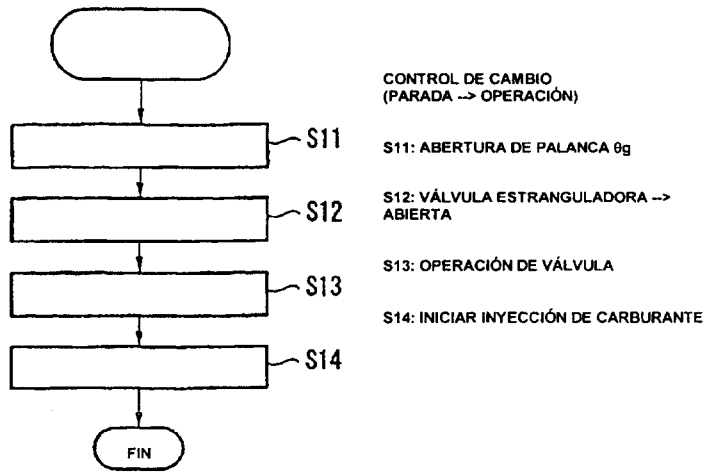 S11
S12
S13
S14
FIN
CONTROL DE CAMBIO
(PARADA --> OPERACIÓN)
S11: ABERTURA DE PALANCA θg
S12: VÁLVULA ESTRANGULADORA -->
ABIERTA
S13: OPERACIÓN DE VÁLVULA
S14: INICIAR INYECCIÓN DE CARBURANTE